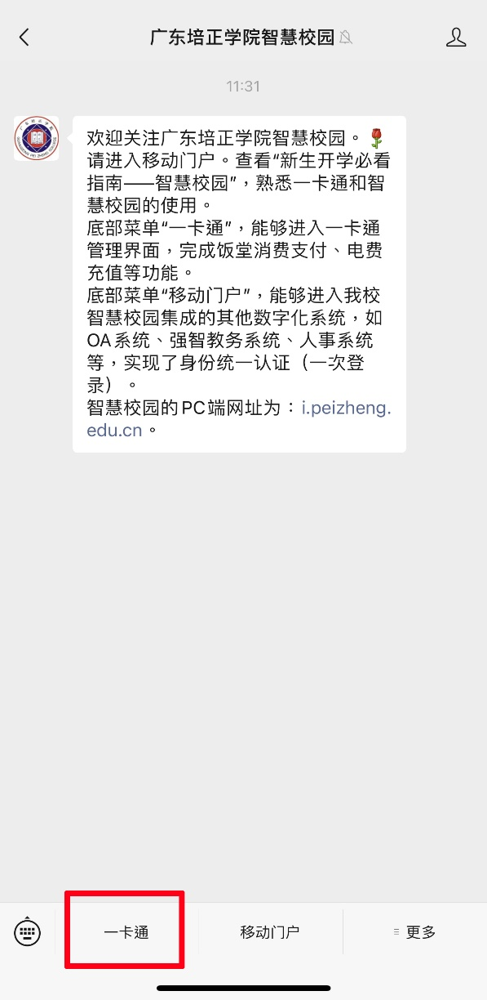 广东培正学院智慧校园
11:31
欢迎关注广东培正学院智慧校园。🌹
请进入移动门户。查看“新生开学必看
指南——智慧校园”，熟悉一卡通和智
慧校园的使用。
底部菜单“一卡通”，能够进入一卡通
管理界面，完成饭堂消费支付、电费
充值等功能。
底部菜单“移动门户”，能够进入我校
智慧校园集成的其他数字化系统，如
OA系统、强智教务系统、人事系统
等，实现了身份统一认证（一次登
录）。
智慧校园的PC端网址为：i.peizheng.
edu.cn。
一卡通
移动门户
更多